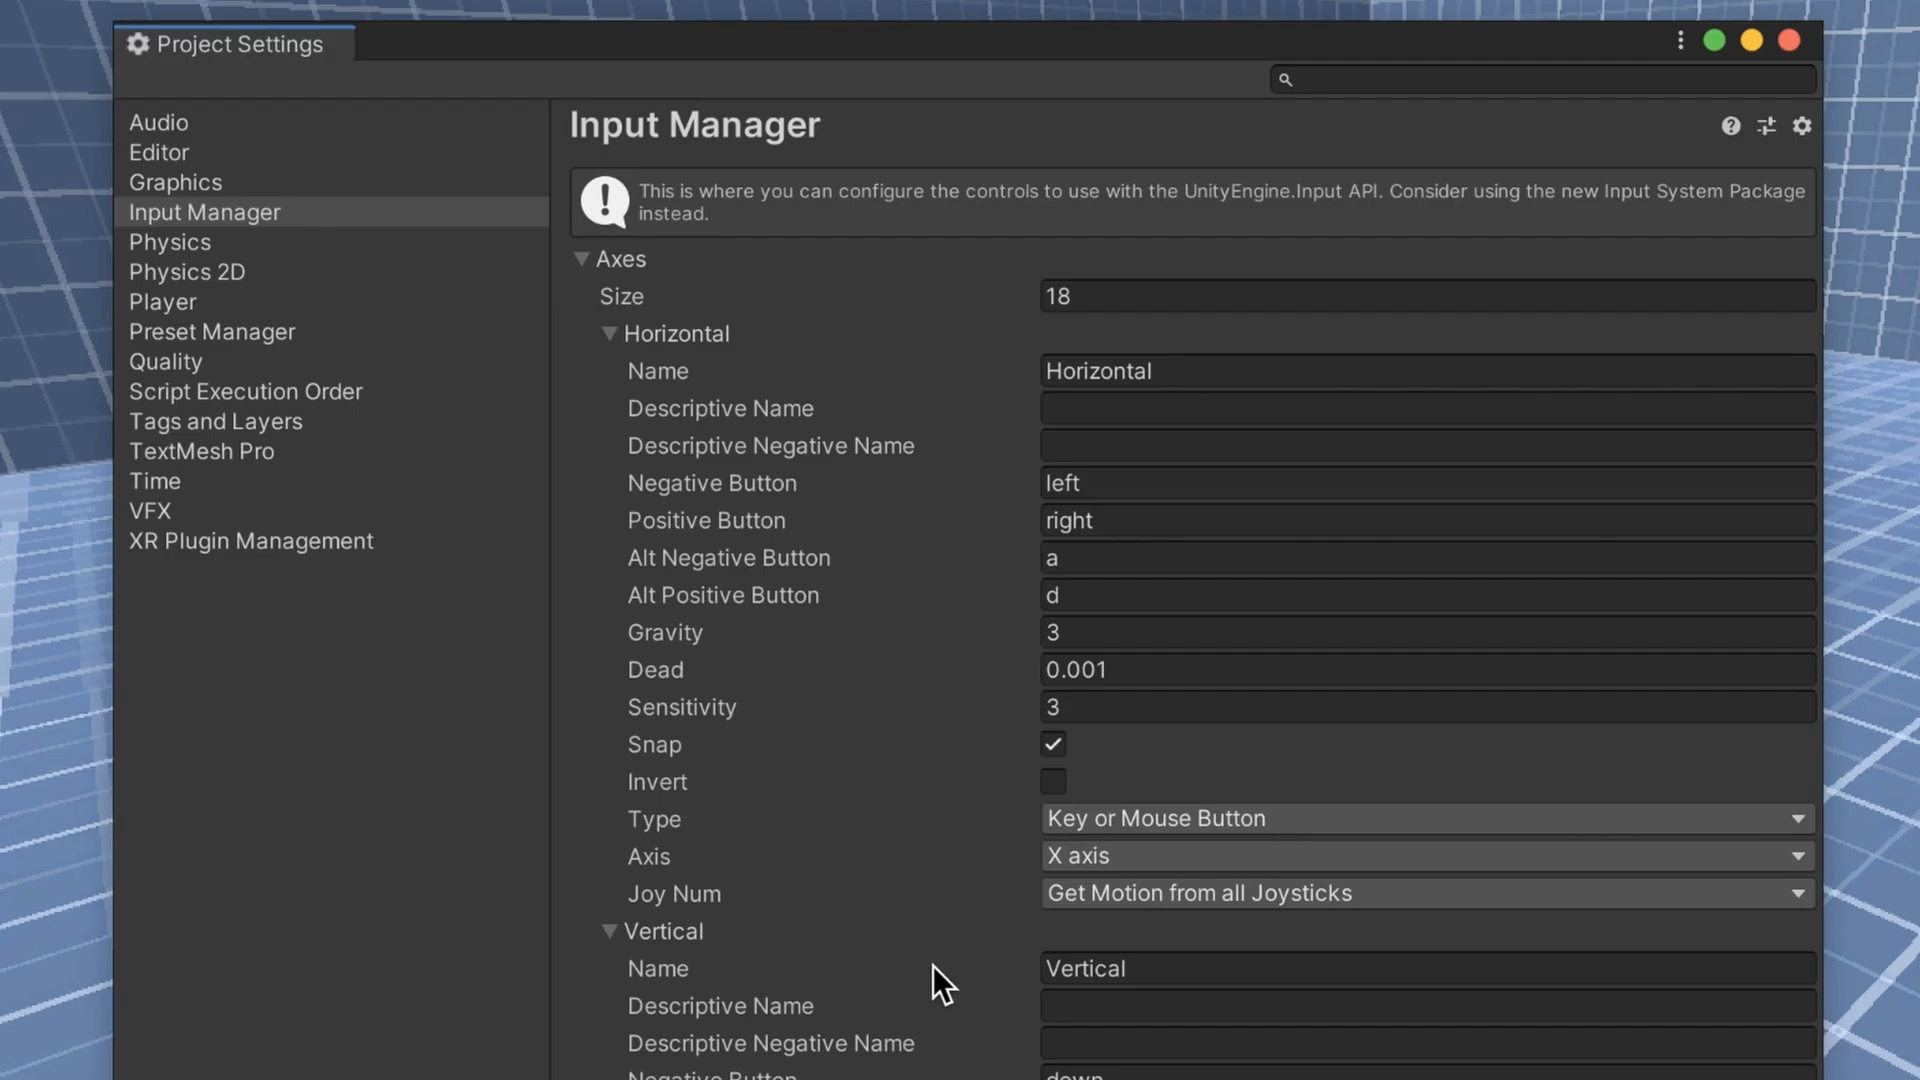 Project Settings
Audio
Editor
Graphics
Input Manager
Physics
Physics 2D
Player
Preset Manager
Quality
Script Execution Order
Tags and Layers
TextMesh Pro
Time
VFX
XR Plugin Management
Input Manager
This is where you can configure the controls to use with the UnityEngine.Input API. Consider using the new Input System Package
instead.
Axes
Size 18
Horizontal
Name Horizontal
Descriptive Name
Descriptive Negative Name
Negative Button left
Positive Button right
Alt Negative Button a
Alt Positive Button d
Gravity 3
Dead 0.001
Sensitivity 3
Snap
Invert
Type Key or Mouse Button
Axis X axis
Joy Num Get Motion from all Joysticks
Vertical
Name Vertical
Descriptive Name
Descriptive Negative Name
Negative Button down